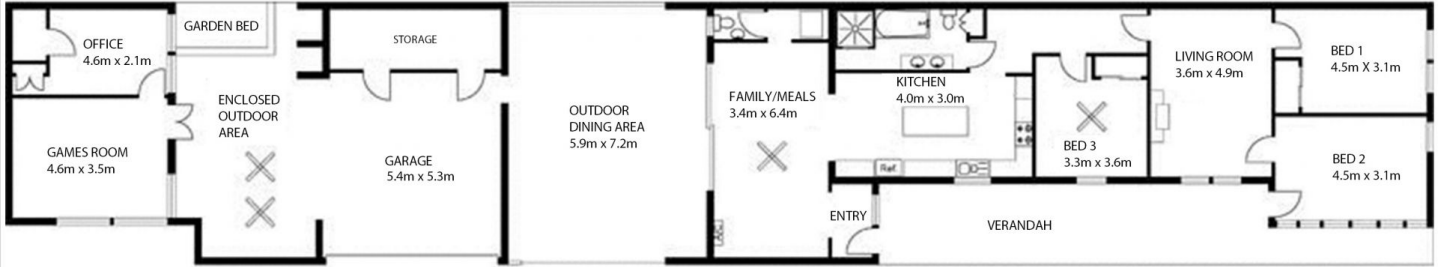 OFFICE
4.6m x 2.1m
GARDEN BED
STORAGE
ENCLOSED
OUTDOOR
AREA
GAMES ROOM
4.6m x 3.5m
GARAGE
5.4m x 5.3m
OUTDOOR
DINING AREA
5.9m x 7.2m
FAMILY/MEALS
3.4m x 6.4m
A/C
ENTRY
KITCHEN
4.0m x 3.0m
Ref.
BED 3
3.3m x 3.6m
LIVING ROOM
3.6m x 4.9m
BED 1
4.5m X 3.1m
BED 2
4.5m x 3.1m
VERANDAH